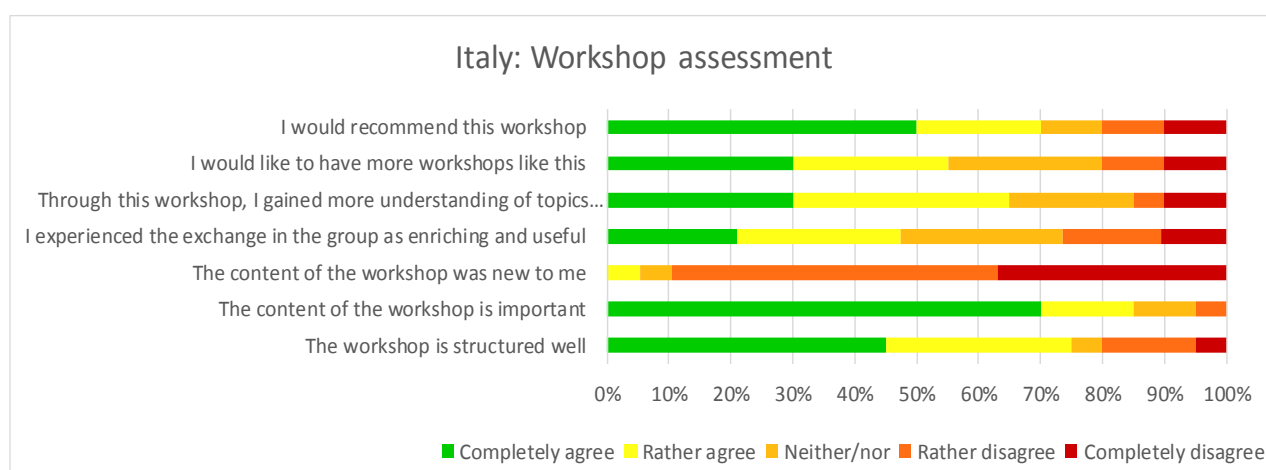 Italy: Workshop assessment
I would recommend this workshop
I would like to have more workshops like this
Through this workshop, I gained more understanding of topics...
I experienced the exchange in the group as enriching and useful
The content of the workshop was new to me
The content of the workshop is important
The workshop is structured well
0% 10% 20% 30% 40% 50% 60% 70% 80% 90% 100%
Completely agree Rather agree Neither/nor Rather disagree Completely disagree